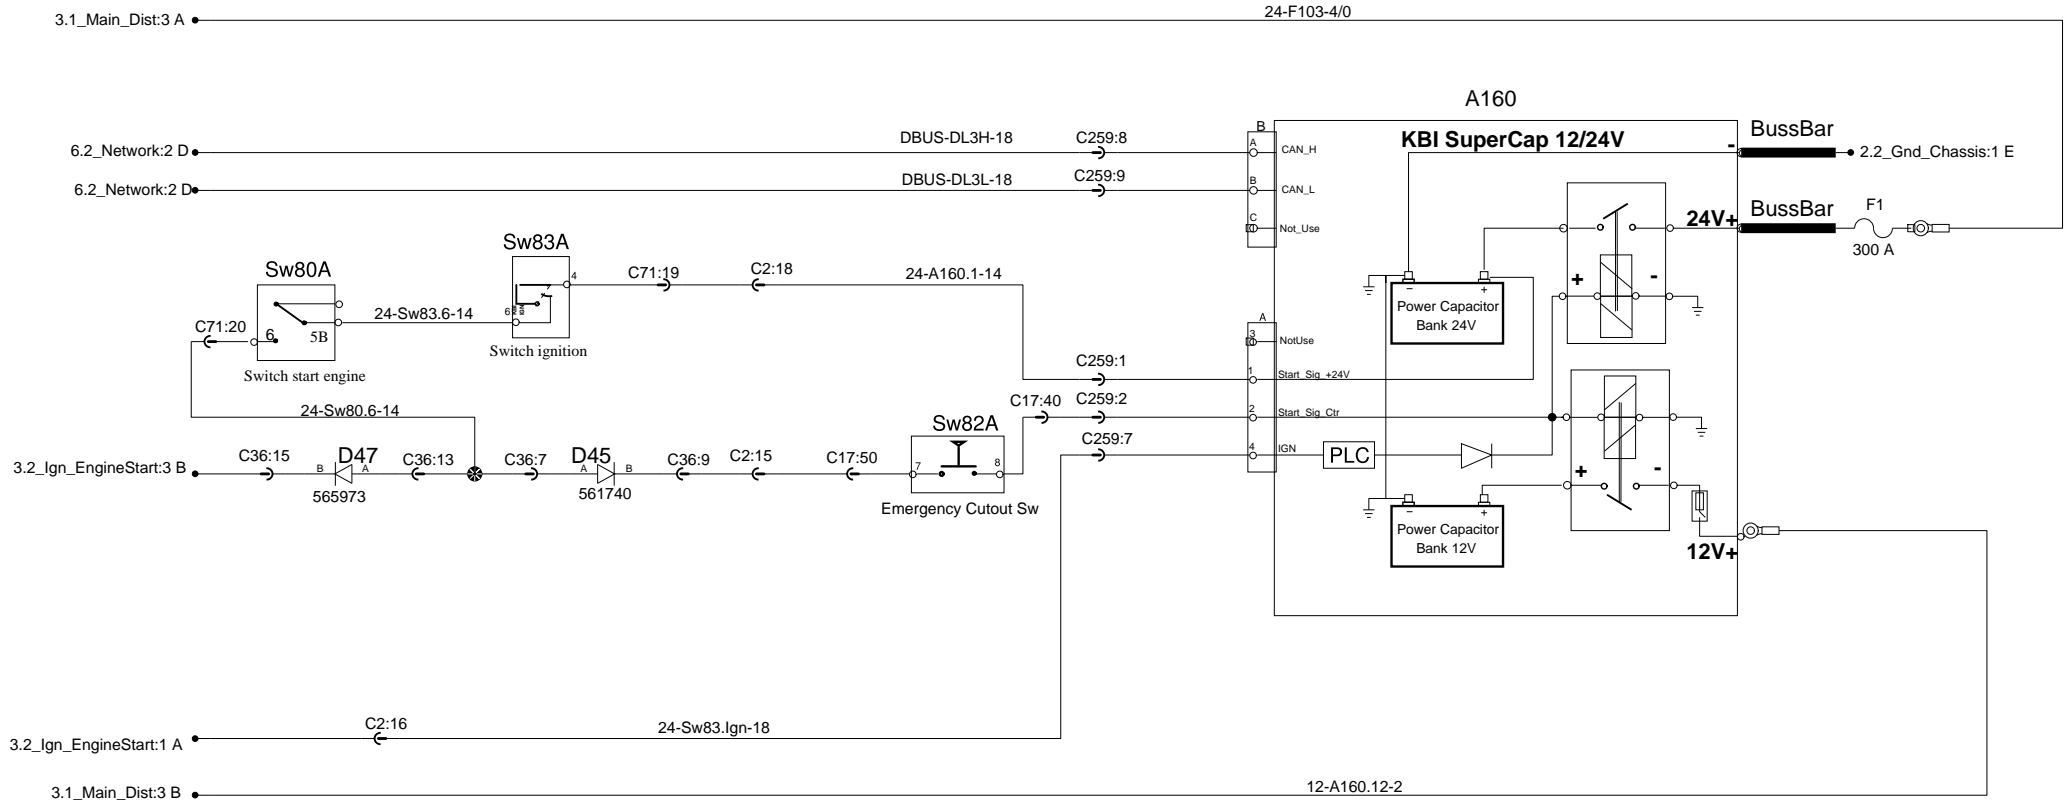 24-F103-4/0
3.1_Main_Dist:3 A
A160
KBI SuperCap 12/24V
BussBar
2.2_Gnd_Chassis:1 E
-
6.2_Network:2 D
DBUS-DL3H-18
C259:8
B
A
CAN_H
6.2_Network:2 D
DBUS-DL3L-18
C259:9
B
CAN_L
C
Not_Use
24V+
BussBar
F1
300 A
Sw83A
4
6
IGN
Switch ignition
C71:19
C2:18
24-A160.1-14
Sw80A
6
5B
Switch start engine
24-Sw83.6-14
C71:20
24-Sw80.6-14
- +
Power Capacitor
Bank 24V
+ -
A
3
NotUse
C259:1
1
Start_Sig_+24V
C17:40
C259:2
2
Start_Sig_Ctr
C259:7
4
IGN
PLC
+ -
3.2_Ign_EngineStart:3 B
C36:15
B
D47
A
565973
C36:13
C36:7
A
D45
B
561740
C36:9
C2:15
C17:50
Sw82A
7
8
Emergency Cutout Sw
- +
Power Capacitor
Bank 12V
12V+
3.2_Ign_EngineStart:1 A
C2:16
24-Sw83.Ign-18
3.1_Main_Dist:3 B
12-A160.12-2